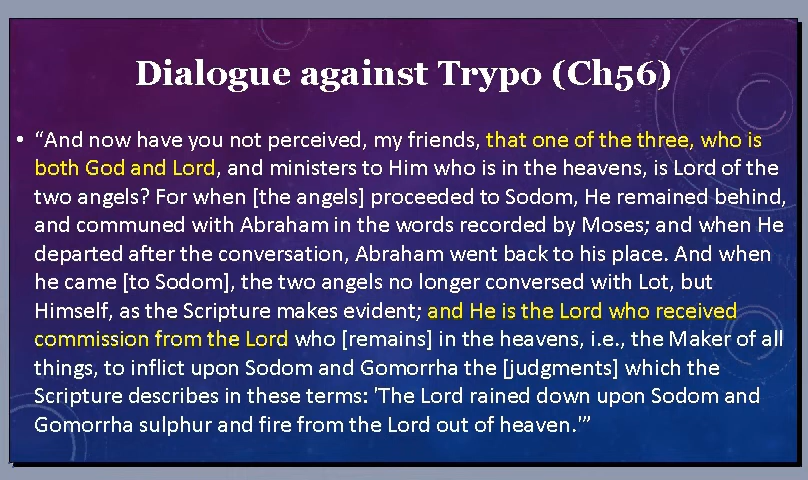 Dialogue against Trypo (Ch56)
• “And now have you not perceived, my friends, that one of the three, who is
both God and Lord, and ministers to Him who is in the heavens, is Lord of the
two angels? For when [the angels] proceeded to Sodom, He remained behind,
and communed with Abraham in the words recorded by Moses; and when He
departed after the conversation, Abraham went back to his place. And when
he came [to Sodom], the two angels no longer conversed with Lot, but
Himself, as the Scripture makes evident; and He is the Lord who received
commission from the Lord who [remains] in the heavens, i.e., the Maker of all
things, to inflict upon Sodom and Gomorrha the [judgments] which the
Scripture describes in these terms: 'The Lord rained down upon Sodom and
Gomorrha sulphur and fire from the Lord out of heaven.'”